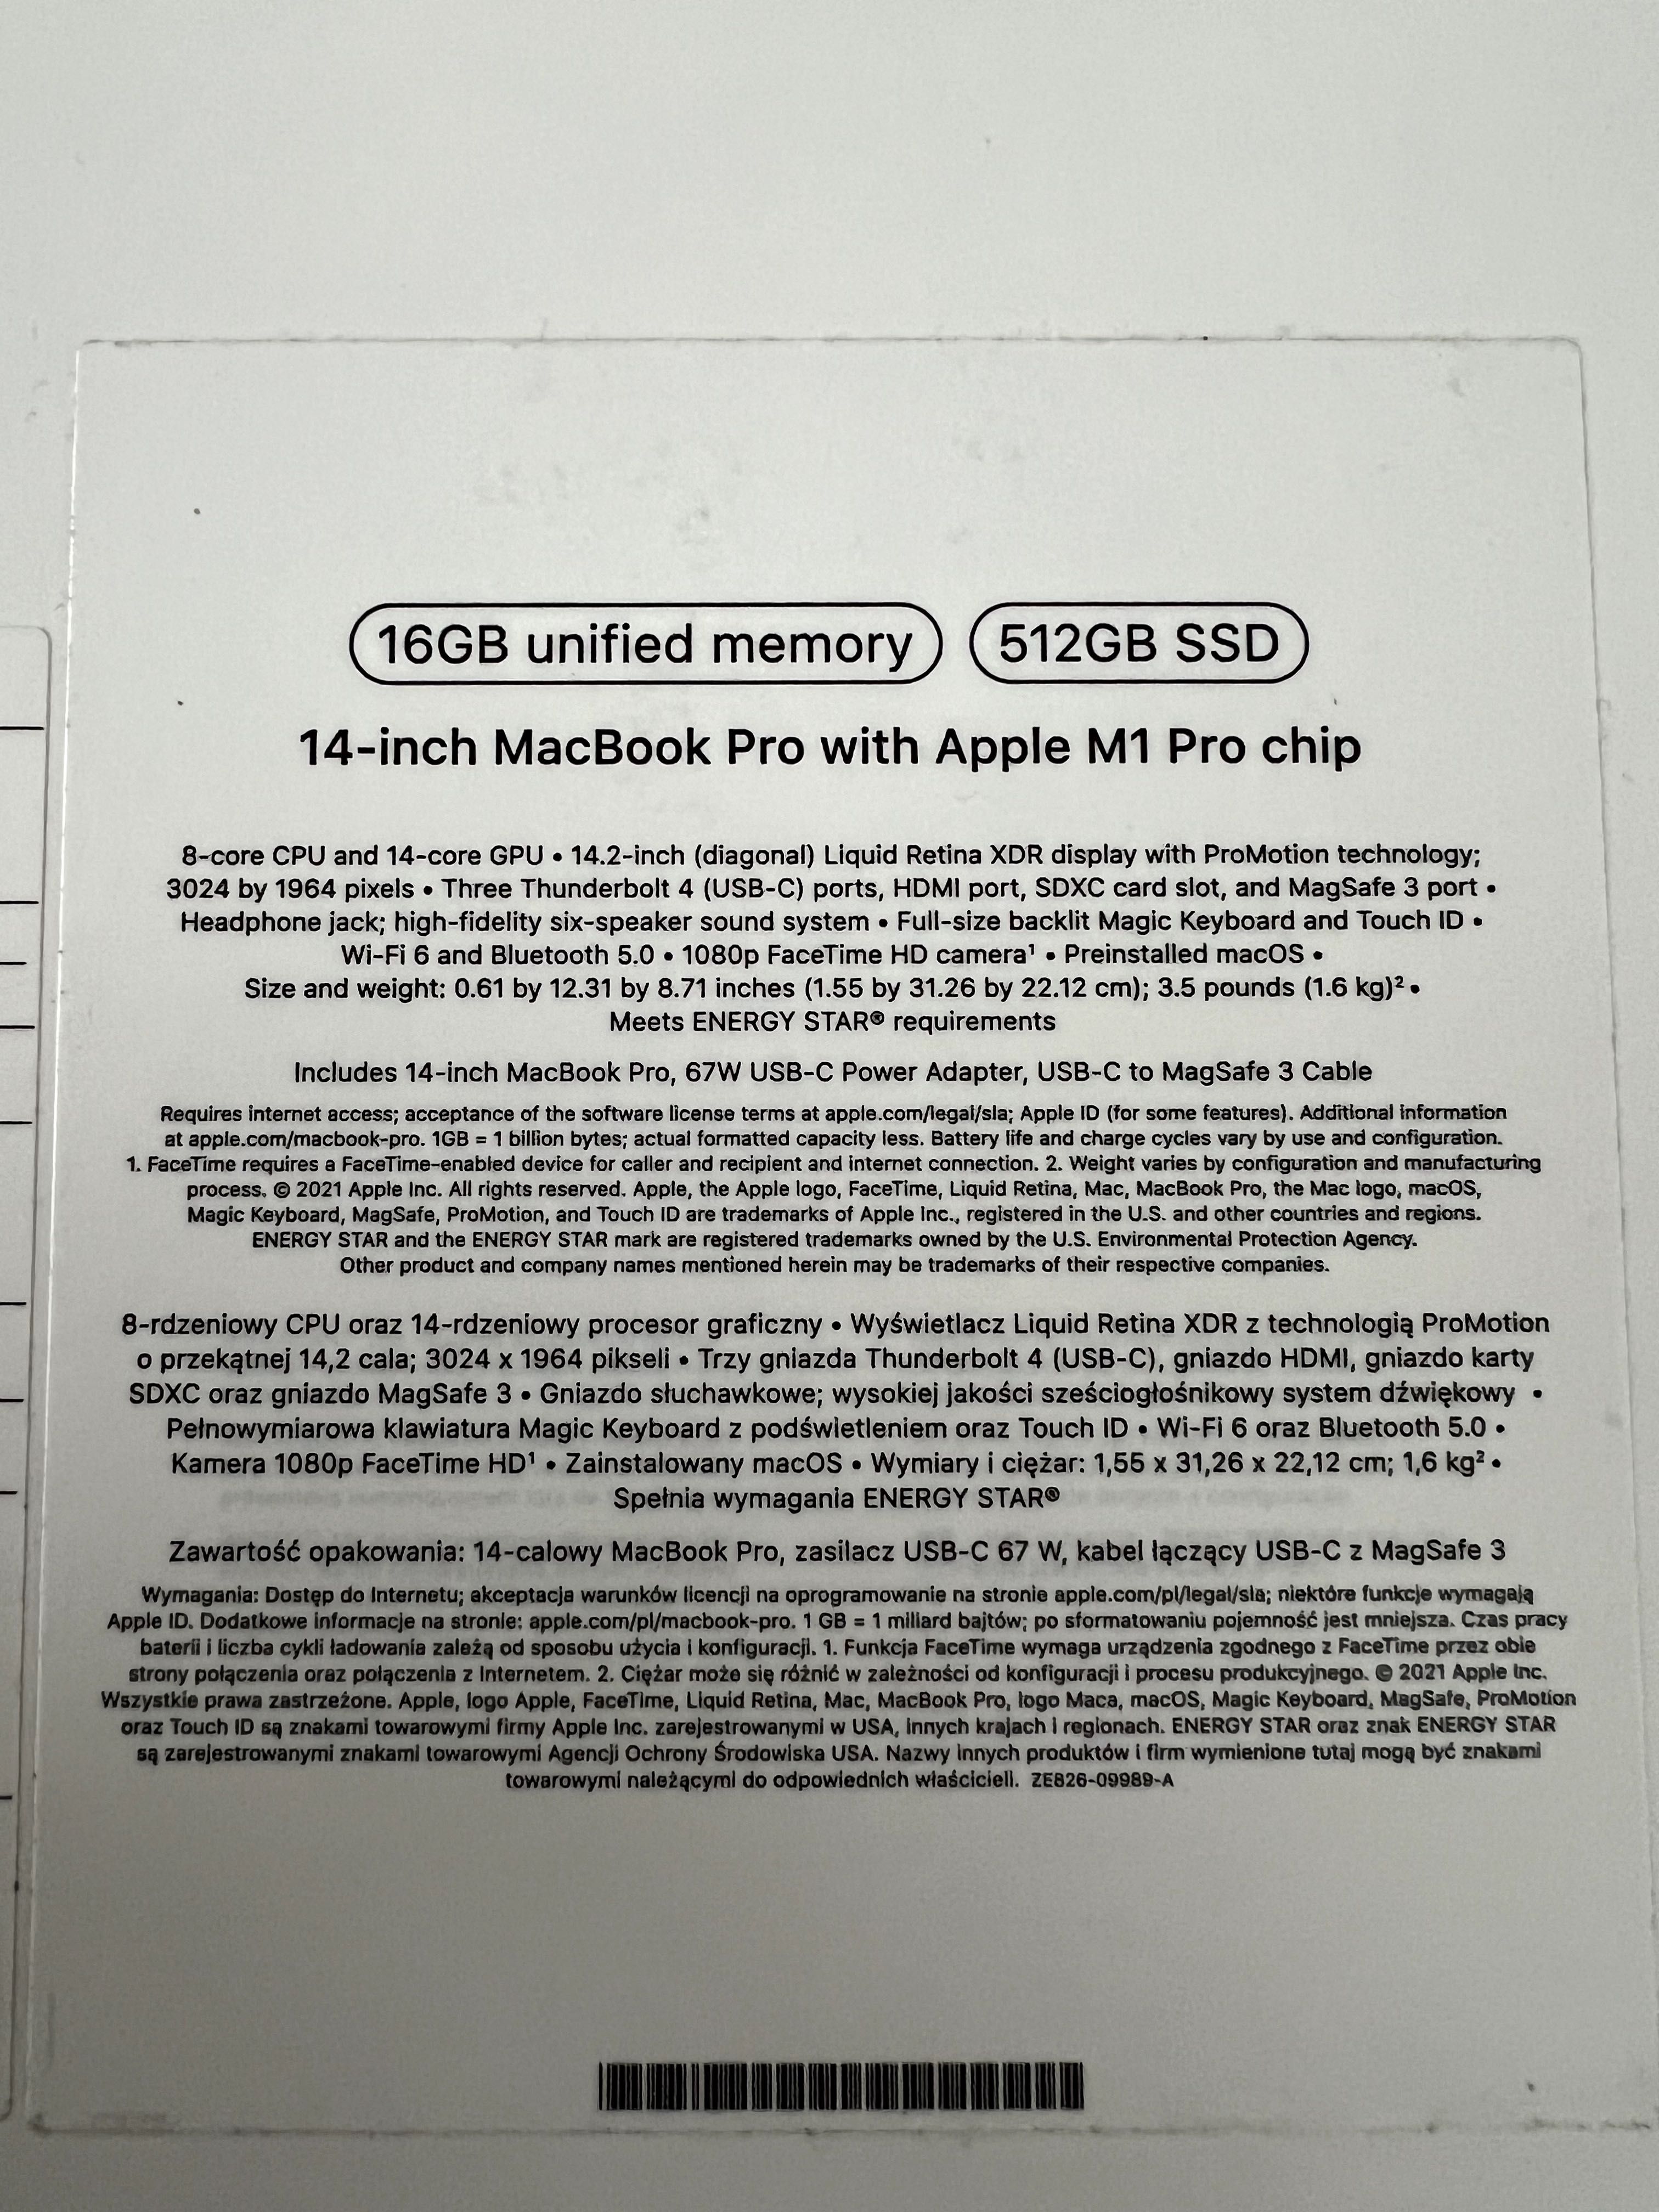 16GB unified memory 512GB SSD
14-inch MacBook Pro with Apple M1 Pro chip
8-core CPU and 14-core GPU • 14.2-inch (diagonal) Liquid Retina XDR display with ProMotion technology;
3024 by 1964 pixels • Three Thunderbolt 4 (USB-C) ports, HDMI port, SDXC card slot, and MagSafe 3 port •
Headphone jack; high-fidelity six-speaker sound system • Full-size backlit Magic Keyboard and Touch ID •
Wi-Fi 6 and Bluetooth 5.0 • 1080p FaceTime HD camera¹ • Preinstalled macOS •
Size and weight: 0.61 by 12.31 by 8.71 inches (1.55 by 31.26 by 22.12 cm); 3.5 pounds (1.6 kg)² •
Meets ENERGY STAR® requirements
Includes 14-inch MacBook Pro, 67W USB-C Power Adapter, USB-C to MagSafe 3 Cable
Requires internet access; acceptance of the software license terms at apple.com/legal/sla; Apple ID (for some features). Additional information
at apple.com/macbook-pro. 1GB = 1 billion bytes; actual formatted capacity less. Battery life and charge cycles vary by use and configuration.
1. FaceTime requires a FaceTime-enabled device for caller and recipient and internet connection. 2. Weight varies by configuration and manufacturing
process. © 2021 Apple Inc. All rights reserved. Apple, the Apple logo, FaceTime, Liquid Retina, Mac, MacBook Pro, the Mac logo, macOS,
Magic Keyboard, MagSafe, ProMotion, and Touch ID are trademarks of Apple Inc., registered in the U.S. and other countries and regions.
ENERGY STAR and the ENERGY STAR mark are registered trademarks owned by the U.S. Environmental Protection Agency.
Other product and company names mentioned herein may be trademarks of their respective companies.
8-rdzeniowy CPU oraz 14-rdzeniowy procesor graficzny • Wyświetlacz Liquid Retina XDR z technologią ProMotion
o przekątnej 14,2 cala; 3024 x 1964 pikseli • Trzy gniazda Thunderbolt 4 (USB-C), gniazdo HDMI, gniazdo karty
SDXC oraz gniazdo MagSafe 3 • Gniazdo słuchawkowe; wysokiej jakości sześciogłośnikowy system dźwiękowy •
Pełnowymiarowa klawiatura Magic Keyboard z podświetleniem oraz Touch ID • Wi-Fi 6 oraz Bluetooth 5.0 •
Kamera 1080p FaceTime HD¹ • Zainstalowany macOS • Wymiary i ciężar: 1,55 x 31,26 x 22,12 cm; 1,6 kg² •
Spełnia wymagania ENERGY STAR®
Zawartość opakowania: 14-calowy MacBook Pro, zasilacz USB-C 67 W, kabel łączący USB-C z MagSafe 3
Wymagania: Dostęp do Internetu; akceptacja warunków licencji na oprogramowanie na stronie apple.com/pl/legal/sla; niektóre funkcje wymagają
Apple ID. Dodatkowe informacje na stronie: apple.com/pl/macbook-pro. 1 GB = 1 miliard bajtów; po sformatowaniu pojemność jest mniejsza. Czas pracy
baterii i liczba cykli ładowania zależą od sposobu użycia i konfiguracji. 1. Funkcja FaceTime wymaga urządzenia zgodnego z FaceTime przez obie
strony połączenia oraz połączenia z Internetem. 2. Ciężar może się różnić w zależności od konfiguracji i procesu produkcyjnego. © 2021 Apple Inc.
Wszystkie prawa zastrzeżone. Apple, logo Apple, FaceTime, Liquid Retina, Mac, MacBook Pro, logo Maca, macOS, Magic Keyboard, MagSafe, ProMotion
oraz Touch ID są znakami towarowymi firmy Apple Inc. zarejestrowanymi w USA, innych krajach i regionach. ENERGY STAR oraz znak ENERGY STAR
są zarejestrowanymi znakami towarowymi Agencji Ochrony Środowiska USA. Nazwy innych produktów i firm wymienione tutaj mogą być znakami
towarowymi należącymi do odpowiednich właścicieli. ZE826-09989-A